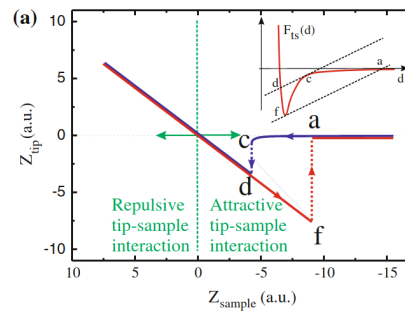 (a)
F_ts(d)
a
d
c
d
f
10
5
0
-5
-10
Z_tip(a.u.)
a
c
d
f
Repulsive
tip-sample
interaction
Attractive
tip-sample
interaction
10 5 0 -5 -10 -15
Z_sample (a.u.)